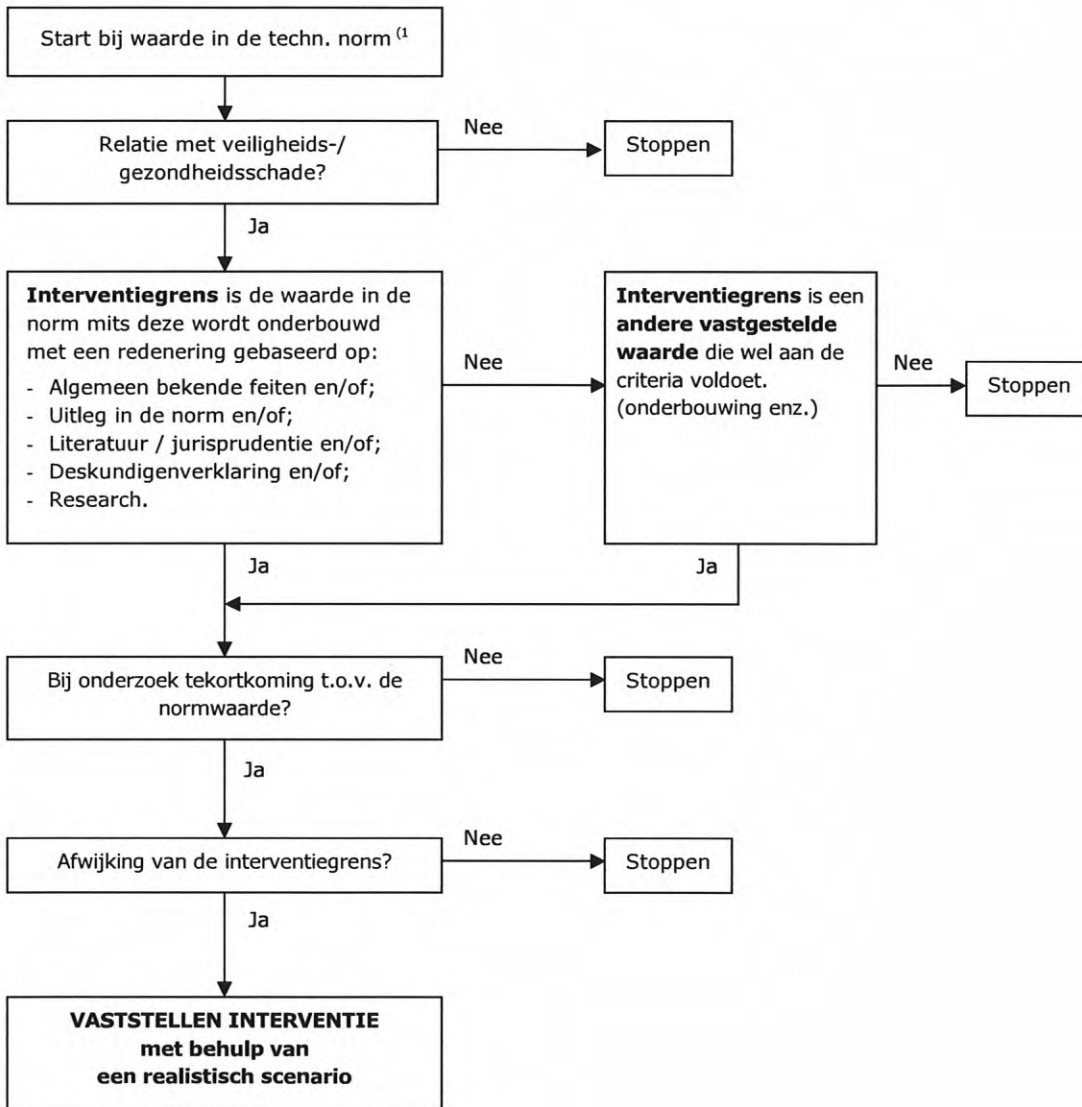 Start bij waarde in de techn. norm (1
Relatie met veiligheids-/
gezondheidsschade?
Nee
Stoppen
Ja
Interventiegrens is de waarde in de
norm mits deze wordt onderbouwd
met een redenering gebaseerd op:
- Algemeen bekende feiten en/of;
- Uitleg in de norm en/of;
- Literatuur / jurisprudentie en/of;
- Deskundigenverklaring en/of;
- Research.
Nee
Interventiegrens is een
andere vastgestelde
waarde die wel aan de
criteria voldoet.
(onderbouwing enz.)
Nee
Stoppen
Ja
Ja
Bij onderzoek tekortkoming t.o.v. de
normwaarde?
Nee
Stoppen
Ja
Afwijking van de interventiegrens?
Nee
Stoppen
Ja
VASTSTELLEN INTERVENTIE
met behulp van
een realistisch scenario